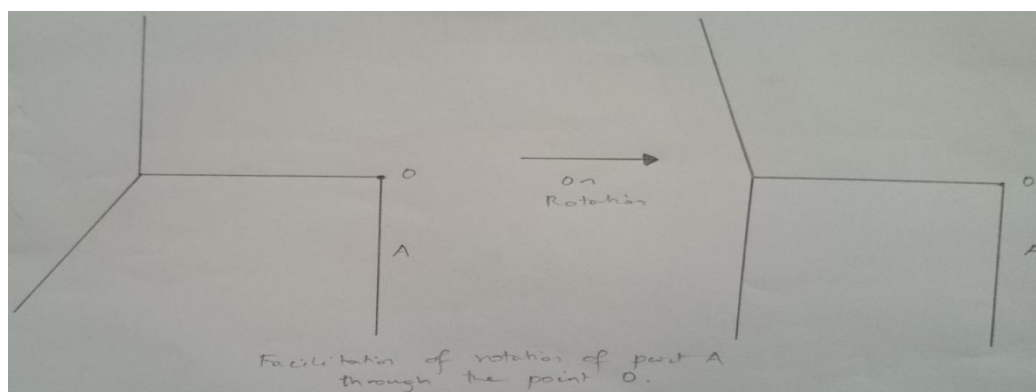 O
A
on
Rotation
O
A
Facilitation of rotation of part A
through the point O.